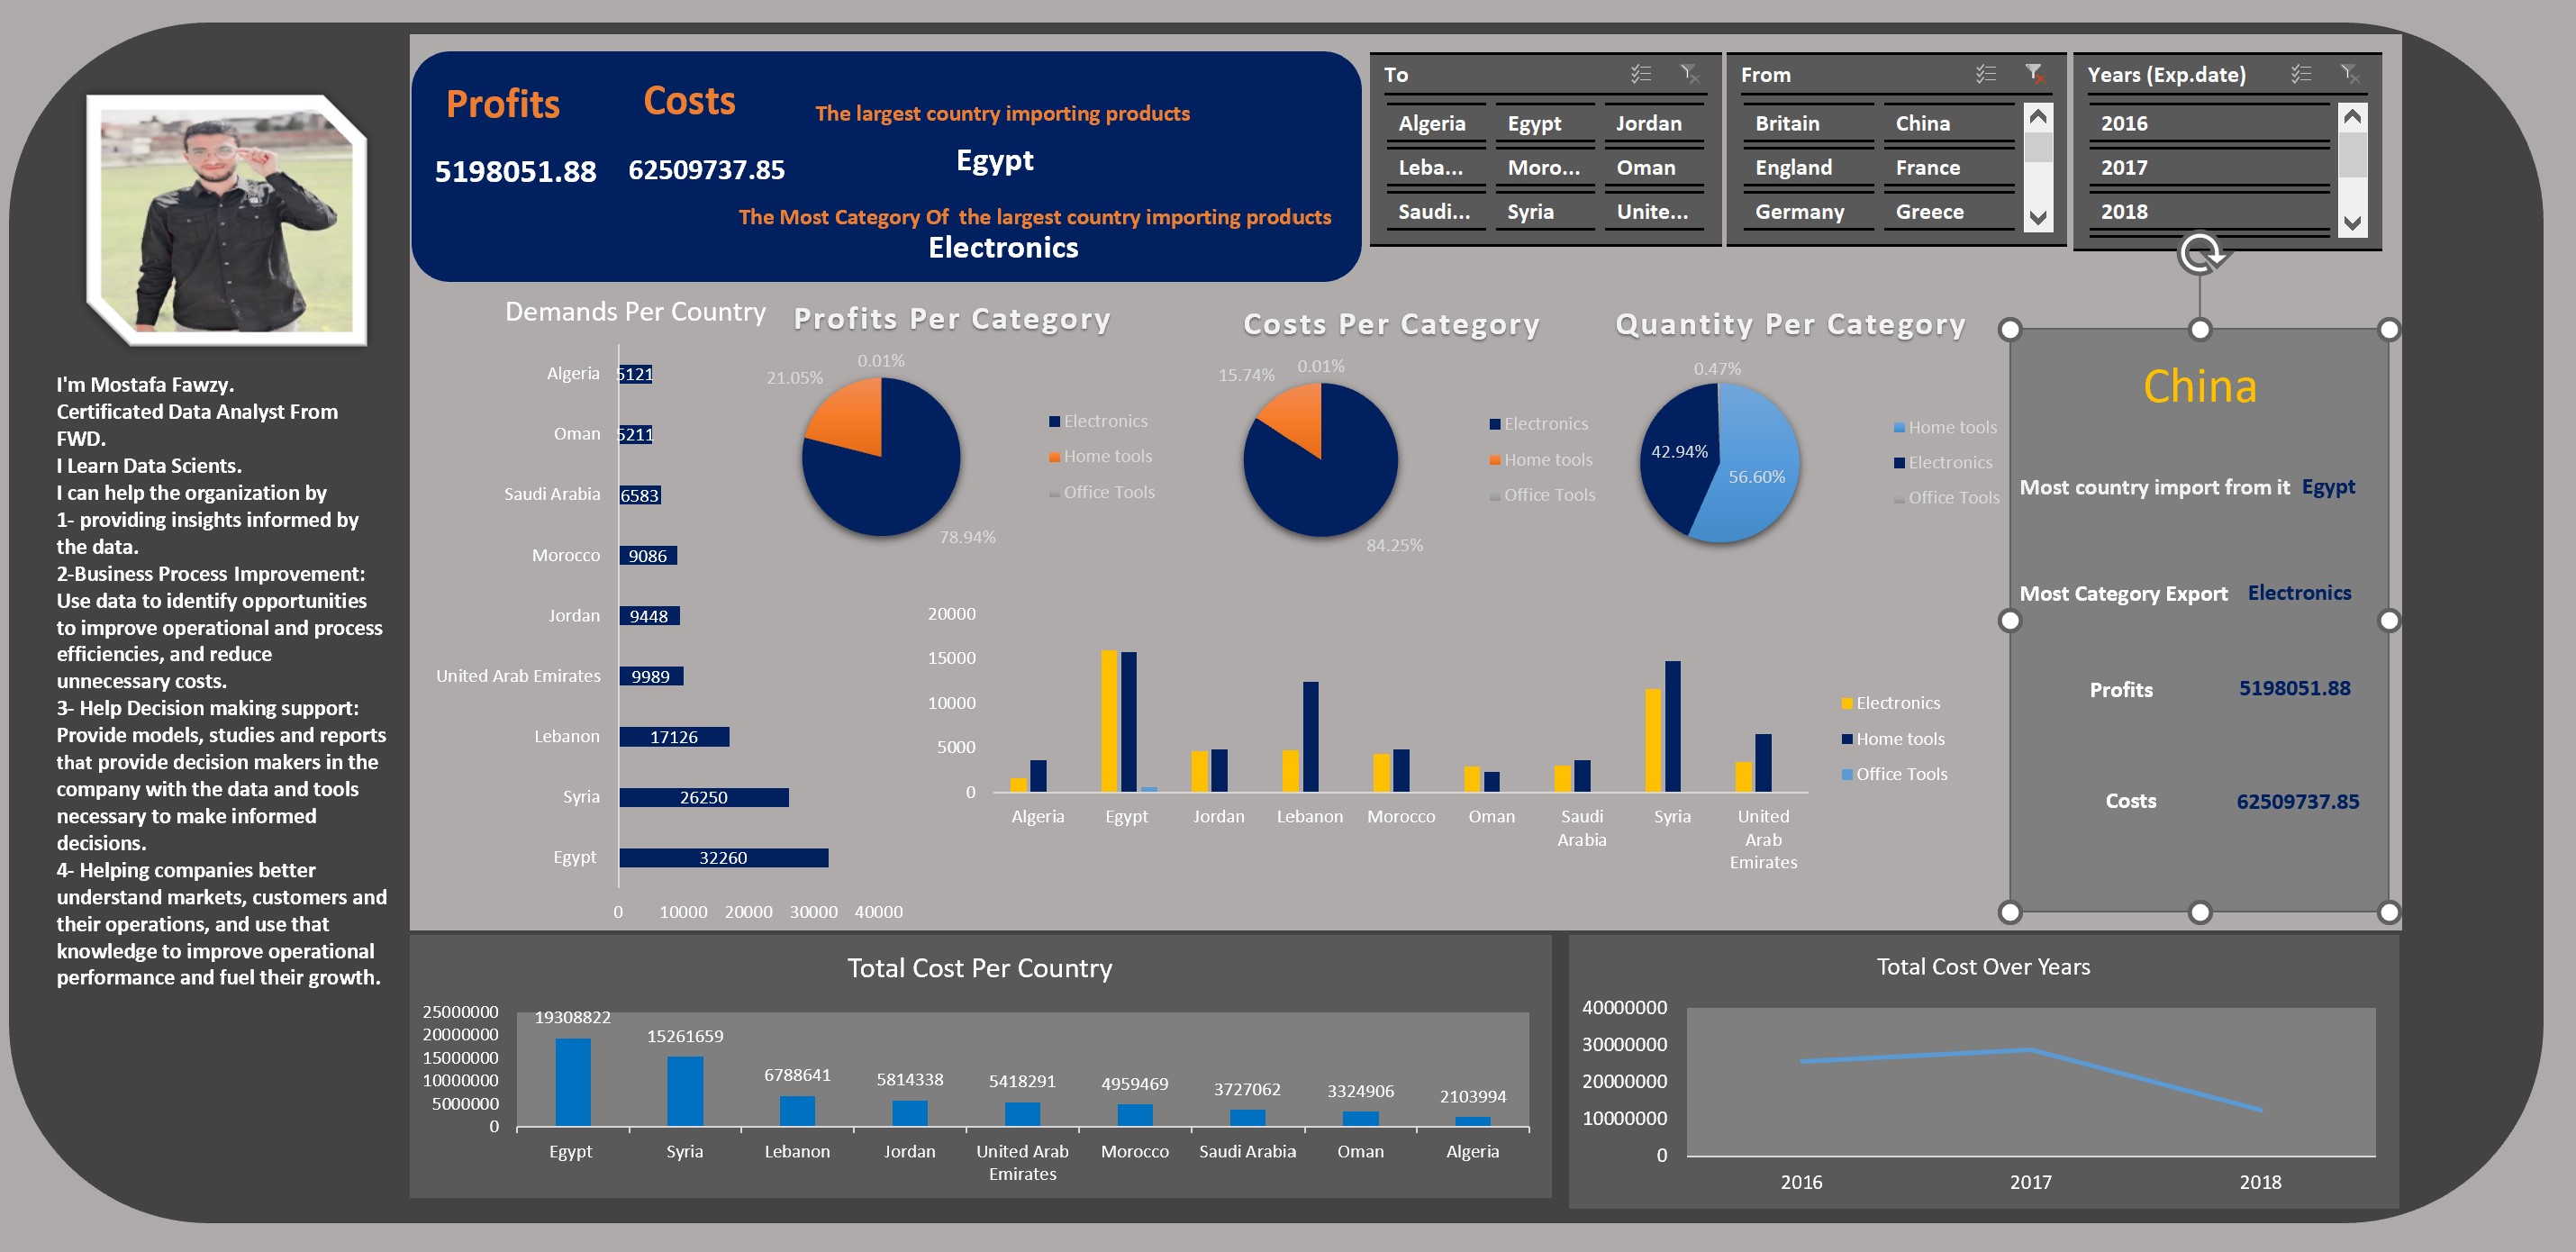 I'm Mostafa Fawzy.
Certificated Data Analyst From
FWD.
I Learn Data Scients.
I can help the organization by
1- providing insights informed by
the data.
2-Business Process Improvement:
Use data to identify opportunities
to improve operational and process
efficiencies, and reduce
unnecessary costs.
3- Help Decision making support:
Provide models, studies and reports
that provide decision makers in the
company with the data and tools
necessary to make informed
decisions.
4- Helping companies better
understand markets, customers and
their operations, and use that
knowledge to improve operational
performance and fuel their growth.
Profits
5198051.88
Costs
62509737.85
The largest country importing products
Egypt
The Most Category Of  the largest country importing products
Electronics
To
Algeria Egypt Jordan
Leba... Moro... Oman
Saudi... Syria Unite...
From
Britain China
England France
Germany Greece
Years (Exp.date)
2016
2017
2018
Demands Per Country
Algeria 5121
Oman 5211
Saudi Arabia 6583
Morocco 9086
Jordan 9448
United Arab Emirates 9989
Lebanon 17126
Syria 26250
Egypt 32260
0 10000 20000 30000 40000
Profits Per Category
0.01%
21.05%
78.94%
Electronics
Home tools
Office Tools
Costs Per Category
0.01%
15.74%
84.25%
Electronics
Home tools
Office Tools
Quantity Per Category
0.47%
42.94%
56.60%
Home tools
Electronics
Office Tools
20000
15000
10000
5000
0
Algeria Egypt Jordan Lebanon Morocco Oman Saudi Syria United
Arabia Arab
Emirates
Electronics
Home tools
Office Tools
China
Most country import from it Egypt
Most Category Export Electronics
Profits 5198051.88
Costs 62509737.85
Total Cost Per Country
25000000
20000000
15000000
10000000
5000000
0
19308822 15261659 6788641 5814338 5418291 4959469 3727062 3324906 2103994
Egypt Syria Lebanon Jordan United Arab Morocco Saudi Arabia Oman Algeria
Emirates
Total Cost Over Years
40000000
30000000
20000000
10000000
0
2016 2017 2018